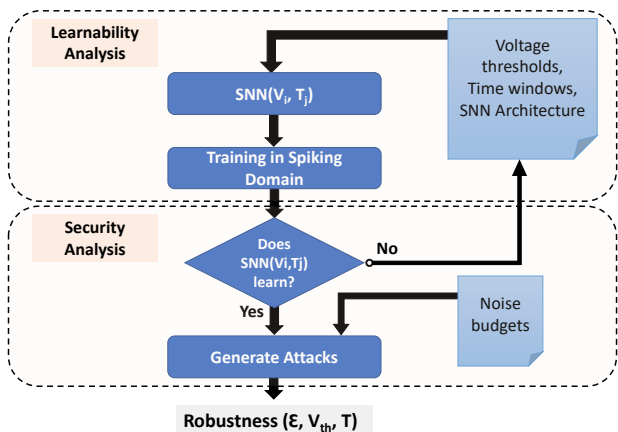 Learnability
Analysis
Voltage
thresholds,
Time windows,
SNN Architecture
SNN(Vᵢ, Tⱼ)
Training in Spiking
Domain
Security
Analysis
Does
SNN(Vi,Tj)
learn?
No
Yes
Noise
budgets
Generate Attacks
Robustness (Ɛ, Vₜₕ, T)